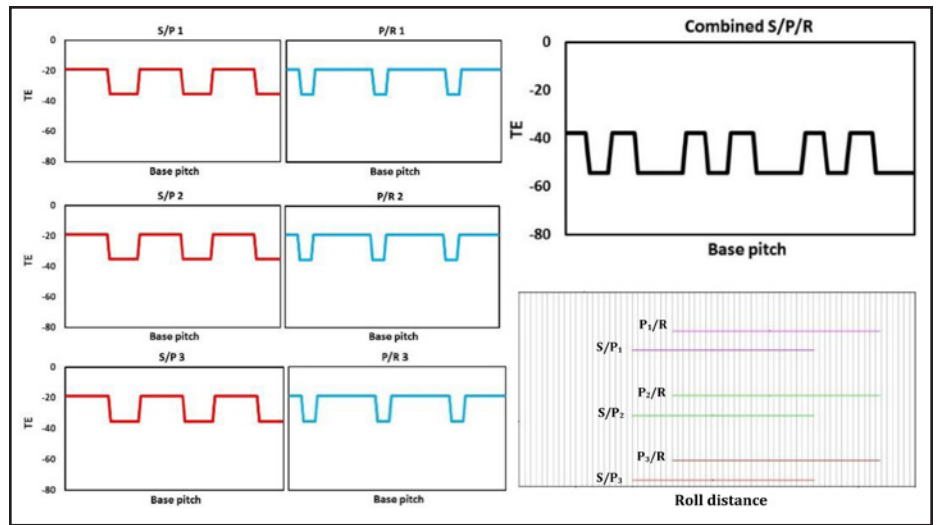 S/P 1
0
-20
-40
-60
-80
TE
Base pitch
P/R 1
Base pitch
S/P 2
0
-20
-40
-60
-80
TE
Base pitch
P/R 2
Base pitch
S/P 3
0
-20
-40
-60
-80
TE
Base pitch
P/R 3
Base pitch
Combined S/P/R
0
-20
-40
-60
-80
TE
Base pitch
P₁/R
S/P₁
P₂/R
S/P₂
P₃/R
S/P₃
Roll distance